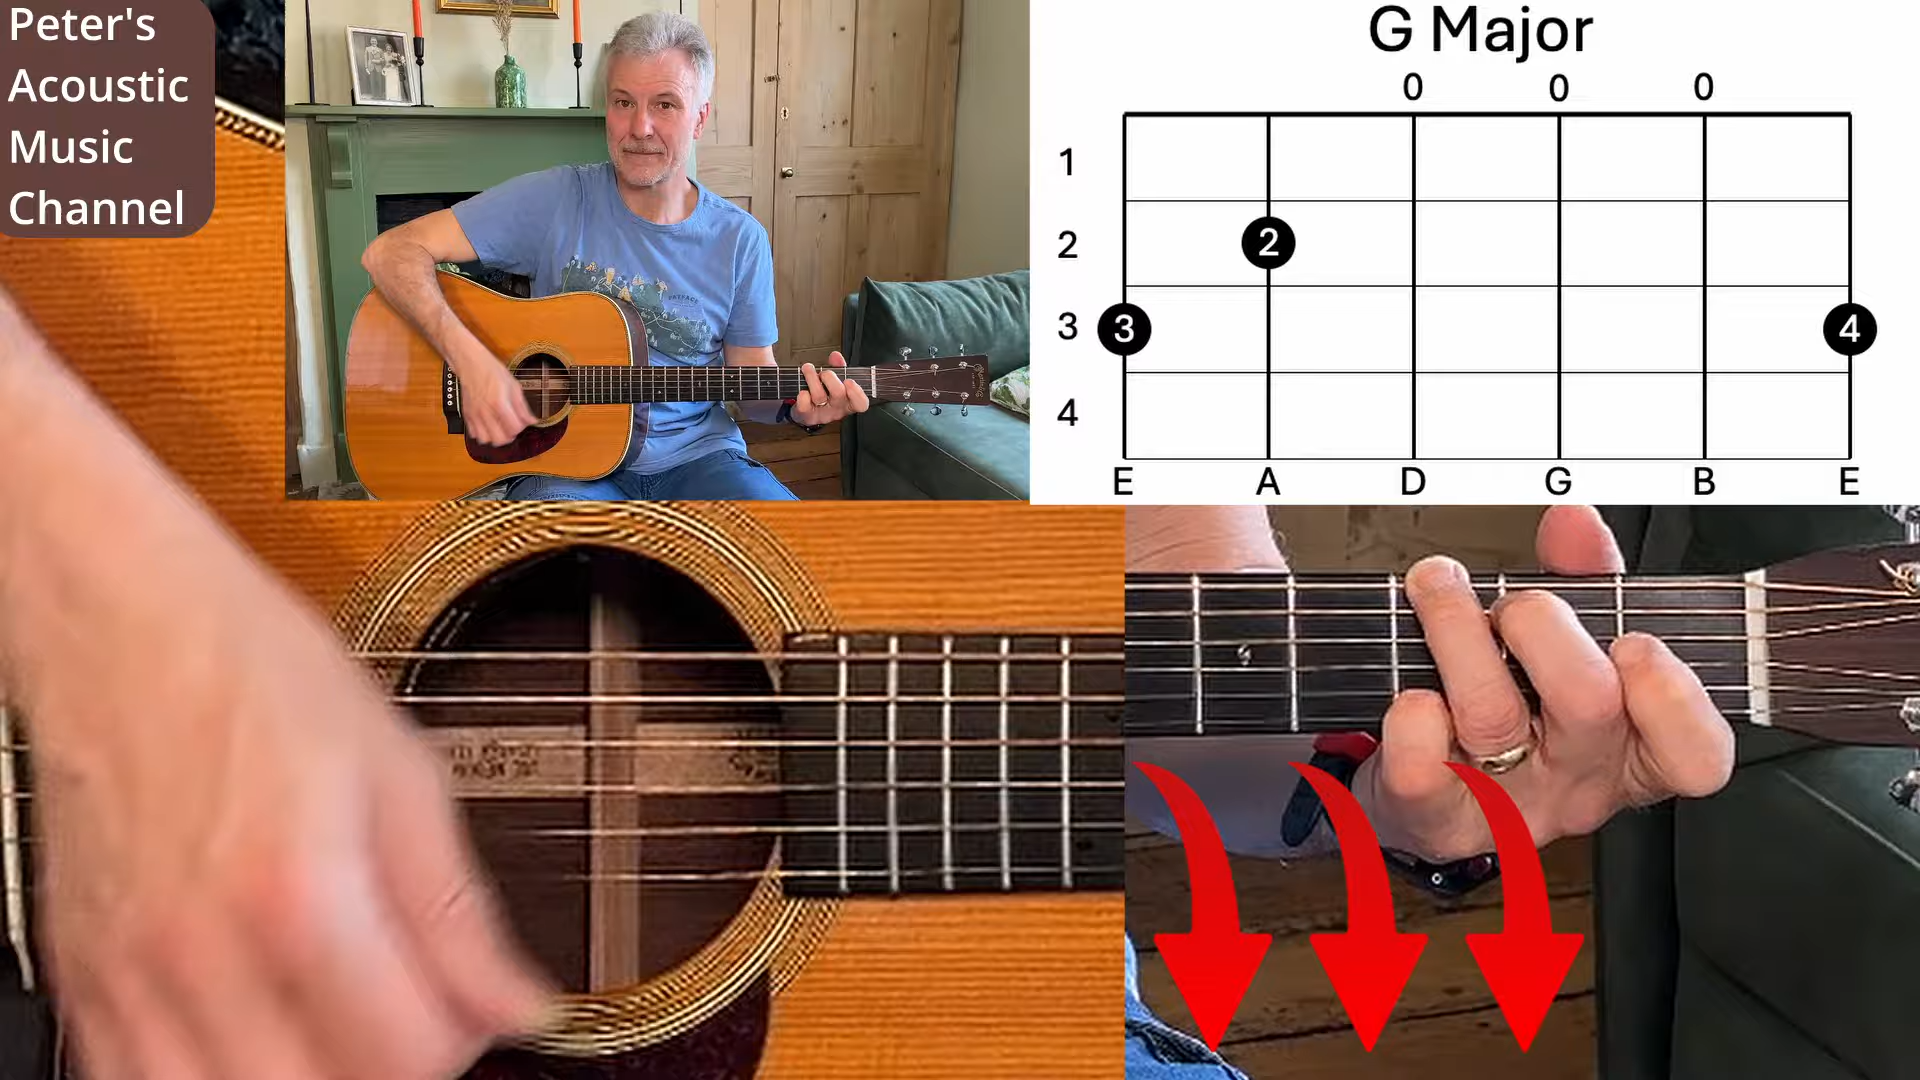 Peter's
Acoustic
Music
Channel
G Major
0 0 0
1
2 2
3 3 4
4
E A D G B E